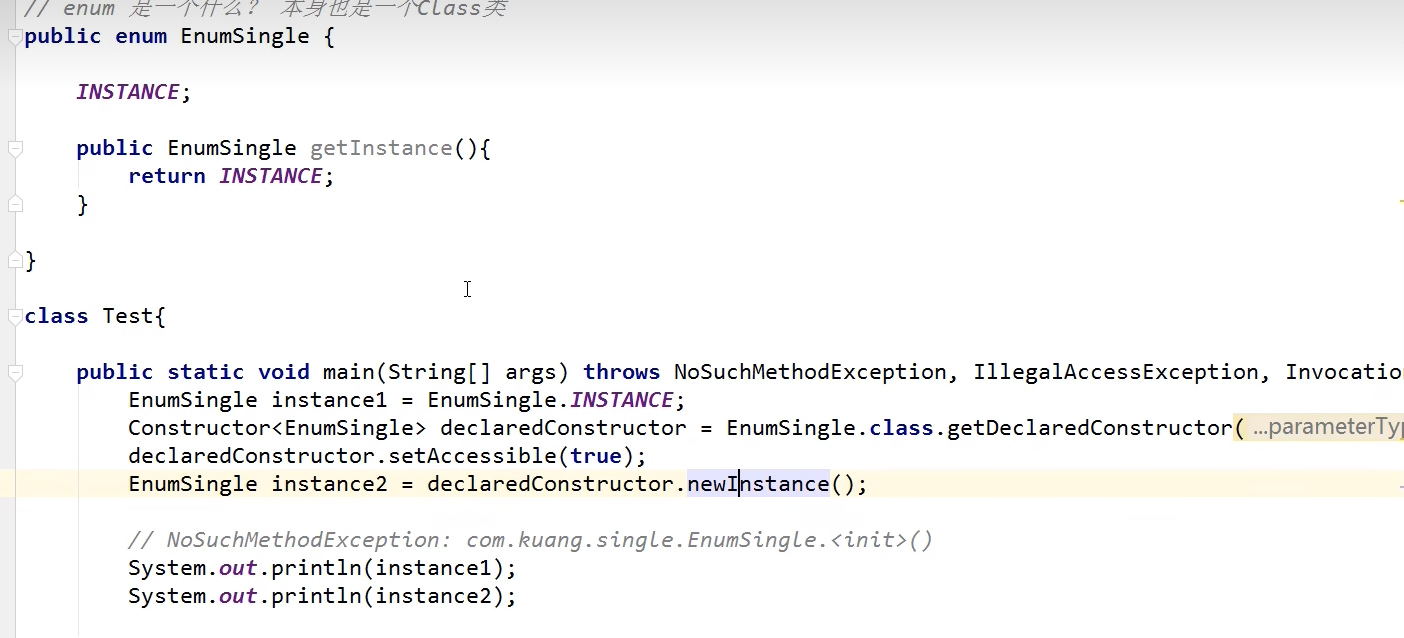 // enum 是一个什么？ 本身也是一个Class类
public enum EnumSingle {
INSTANCE;
public EnumSingle getInstance(){
return INSTANCE;
}
}
class Test{
public static void main(String[] args) throws NoSuchMethodException, IllegalAccessException, Invocatio
EnumSingle instance1 = EnumSingle.INSTANCE;
Constructor<EnumSingle> declaredConstructor = EnumSingle.class.getDeclaredConstructor( ...parameterTyp
declaredConstructor.setAccessible(true);
EnumSingle instance2 = declaredConstructor.newInstance();
// NoSuchMethodException: com.kuang.single.EnumSingle.<init>()
System.out.println(instance1);
System.out.println(instance2);